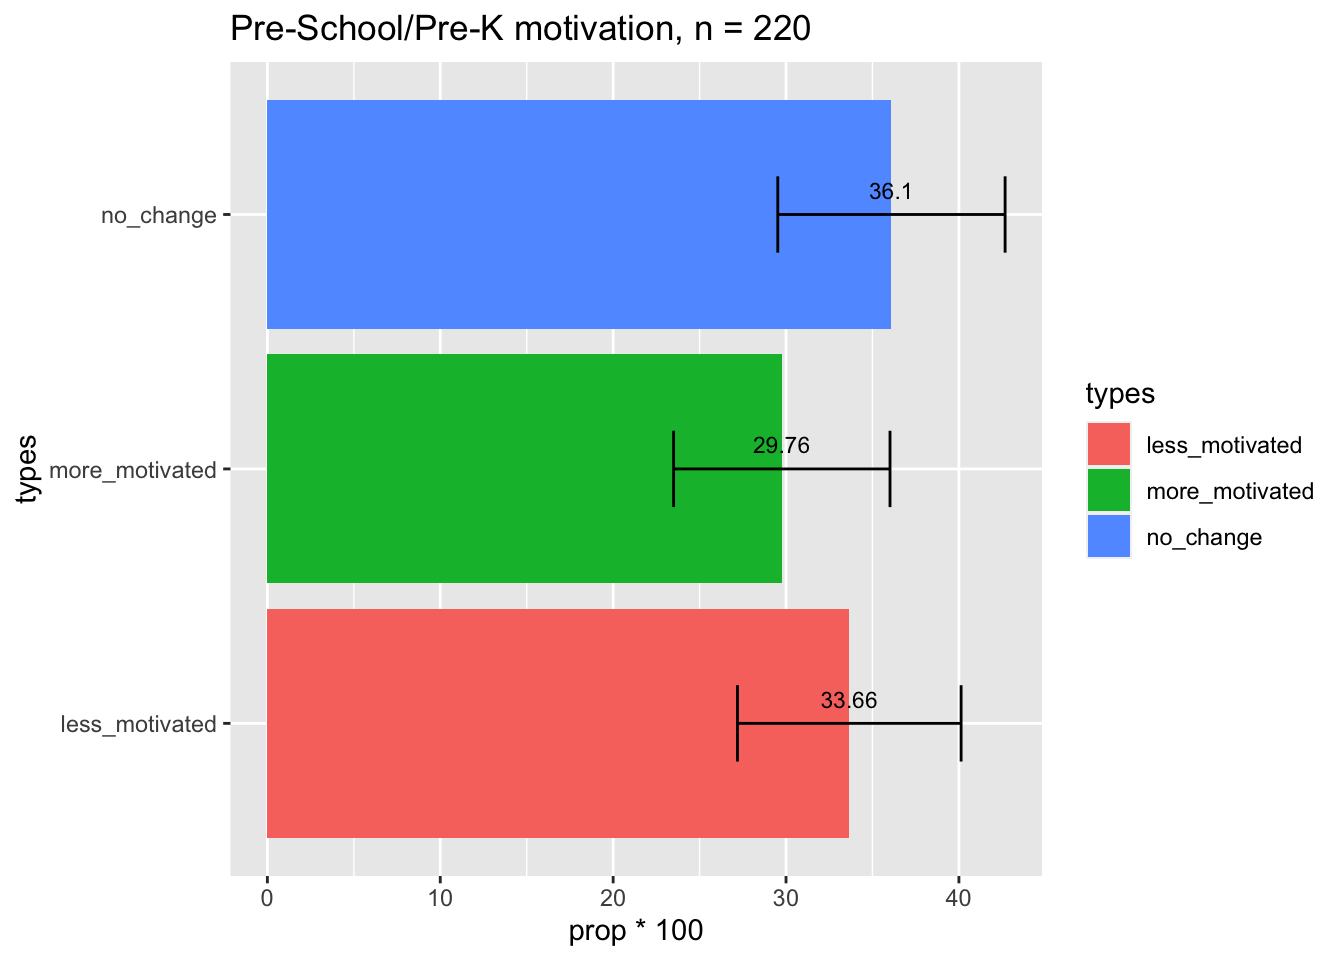 Pre-School/Pre-K motivation, n = 220
no_change
36.1
more_motivated
29.76
less_motivated
33.66
types
0 10 20 30 40
prop * 100
types
less_motivated
more_motivated
no_change